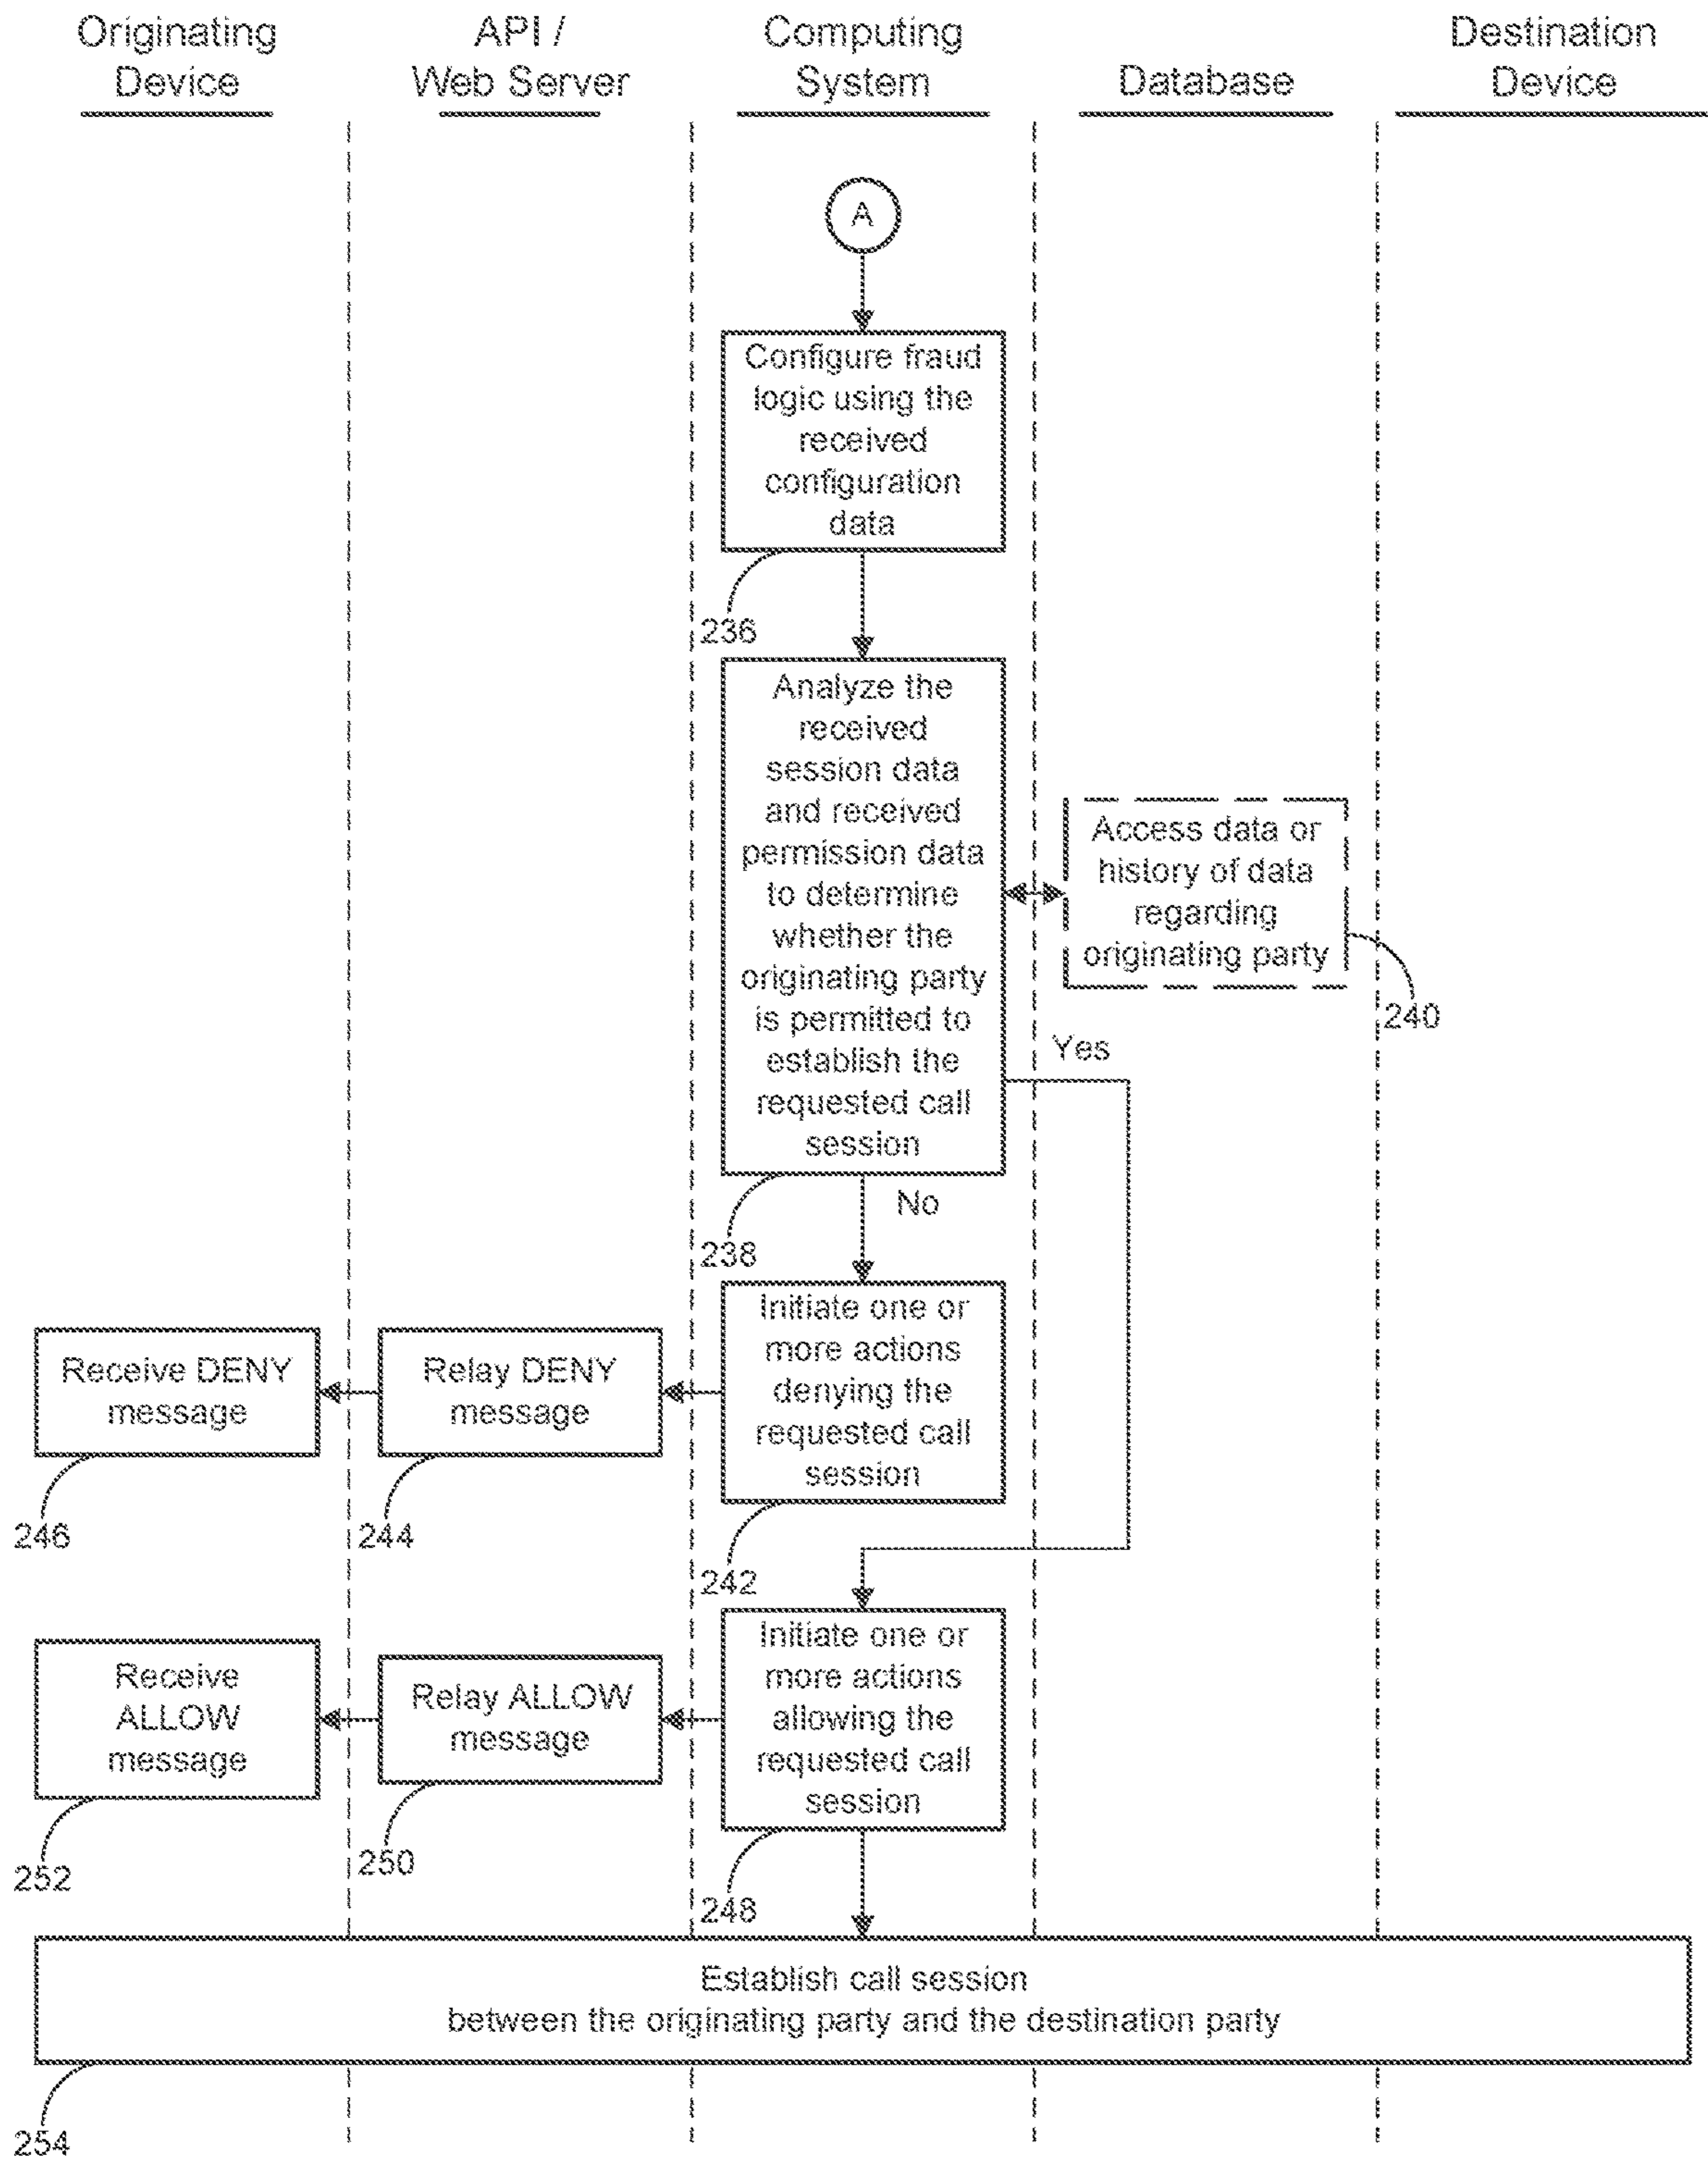 Originating
Device
API /
Web Server
Computing
System
Database
Destination
Device
A
Configure fraud
logic using the
received
configuration
data
236
Analyze the
received
session data
and received
permission data
to determine
whether the
originating party
is permitted to
establish the
requested call
session
Access data or
history of data
regarding
originating party
240
Yes
No
238
Initiate one or
more actions
denying the
requested call
session
Relay DENY
message
Receive DENY
message
246
244
242
Initiate one or
more actions
allowing the
requested call
session
Relay ALLOW
message
Receive
ALLOW
message
252
250
248
Establish call session
between the originating party and the destination party
254